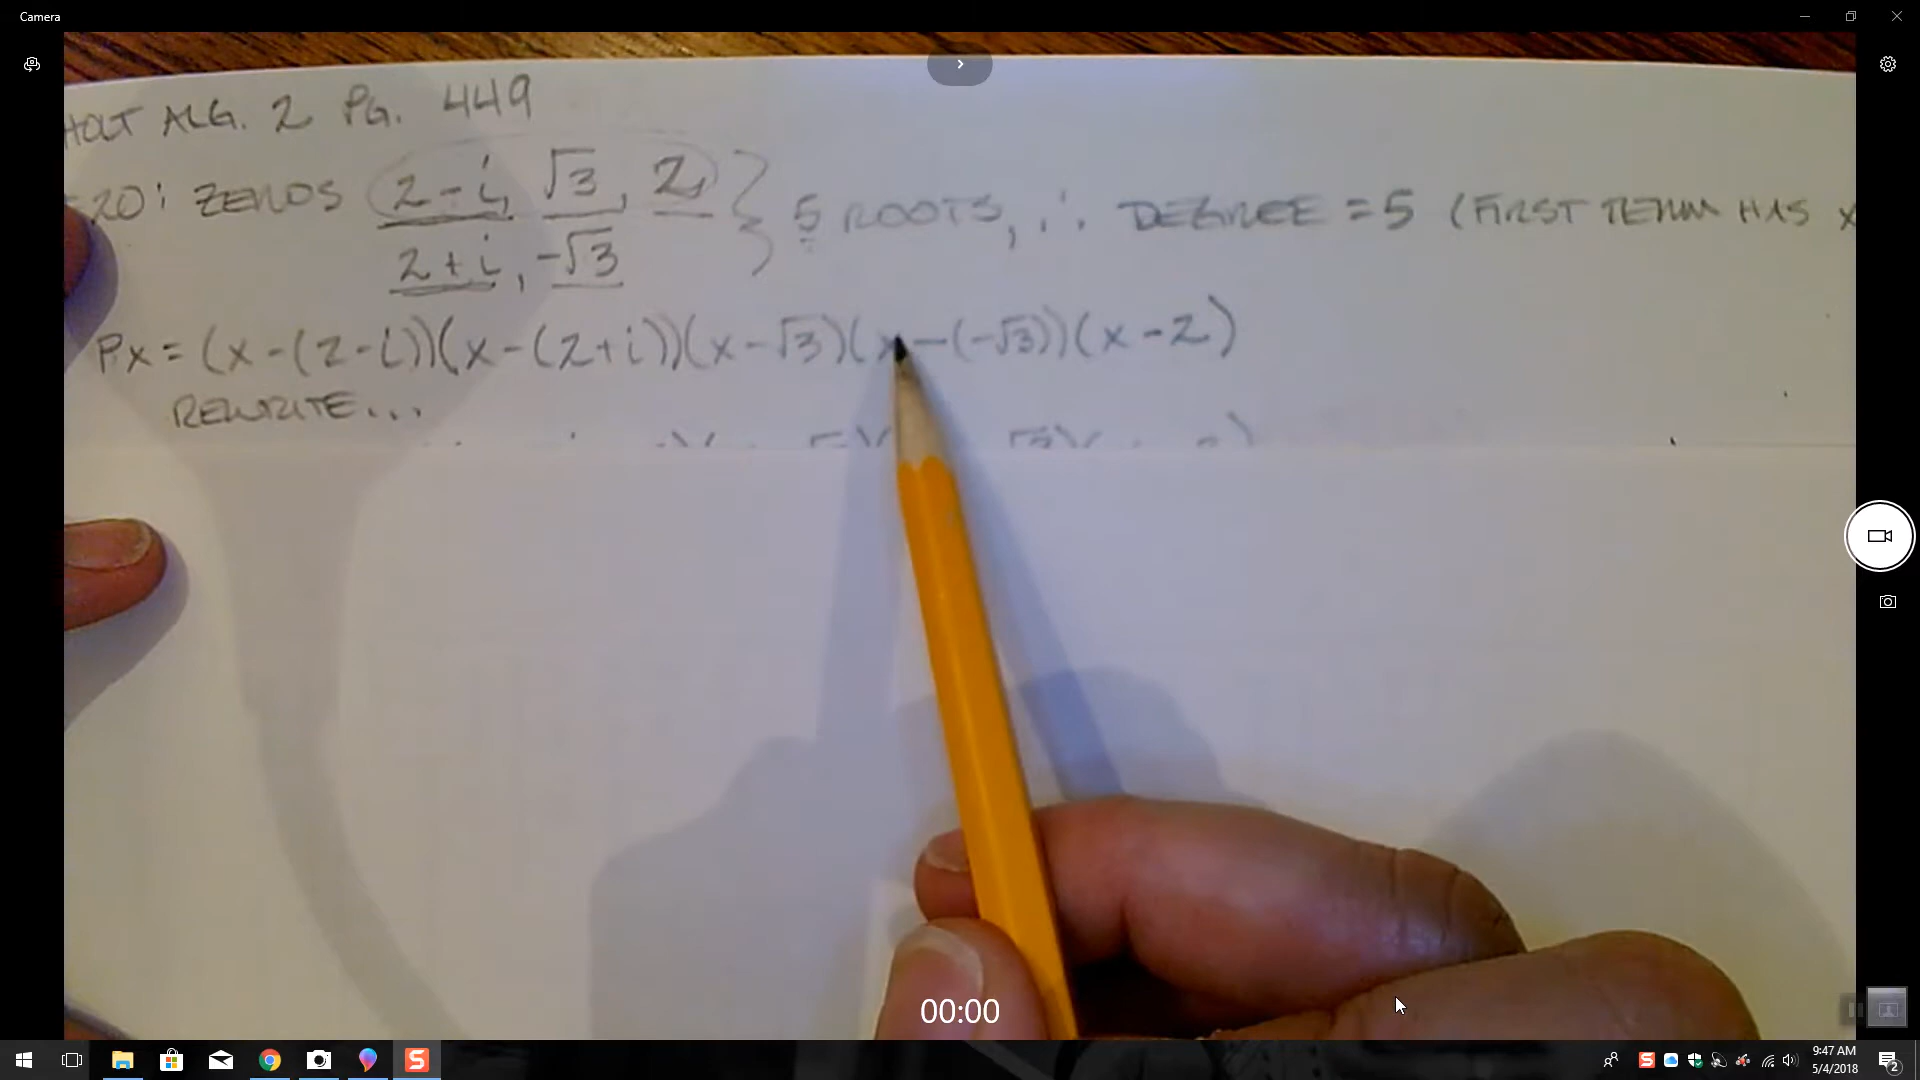 Camera
HOLT ALG. 2 PG. 449
20: ZEROS 2-i, √3, 2, } 5 ROOTS, ∴ DEGREE = 5 (FIRST TERM HAS x
2+i, -√3
Px = (x-(2-i))(x-(2+i))(x-√3)(x-(-√3))(x-2)
REWRITE...
00:00
9:47 AM
5/4/2018
2